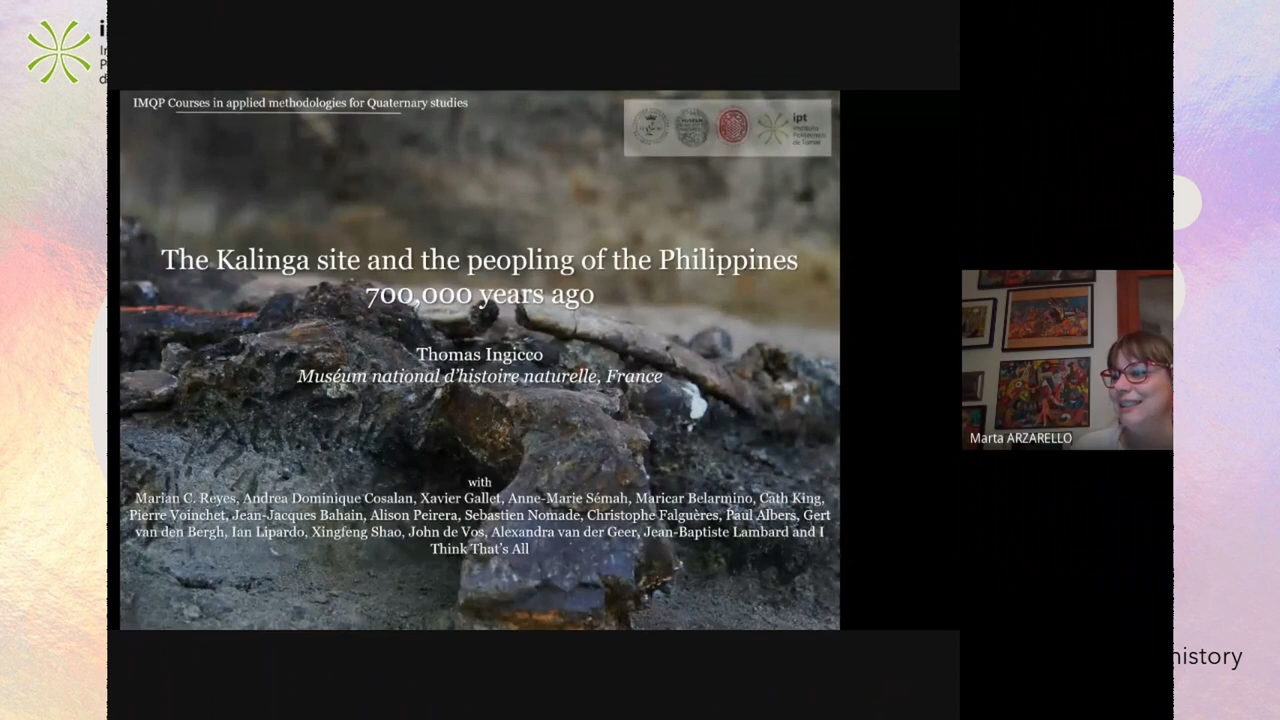 IMQP Courses in applied methodologies for Quaternary studies
ipt
Instituto
Politécnico
de Tomar
The Kalinga site and the peopling of the Philippines
700,000 years ago
Thomas Ingicco
Muséum national d'histoire naturelle, France
with
Marian C. Reyes, Andrea Dominique Cosalan, Xavier Gallet, Anne-Marie Sémah, Maricar Belarmino, Cath King,
Pierre Voinchet, Jean-Jacques Bahain, Alison Peirera, Sebastien Nomade, Christophe Falguères, Paul Albers, Gert
van den Bergh, Ian Lipardo, Xingfeng Shao, John de Vos, Alexandra van der Geer, Jean-Baptiste Lambard and I
Think That's All
Marta ARZARELLO
history